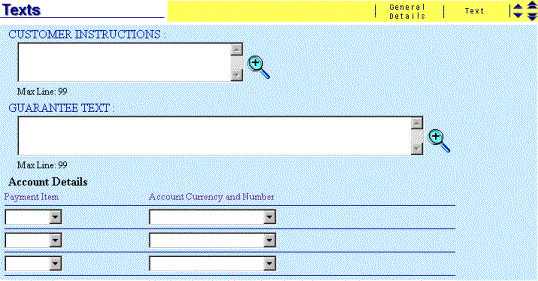 Texts
General
Details
Text
CUSTOMER INSTRUCTIONS :
Max Line: 99
GUARANTEE TEXT :
Max Line: 99
Account Details
Payment Item
Account Currency and Number